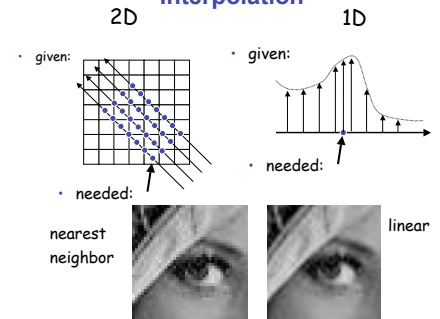 Interpolation
2D
1D
• given:
• given:
• needed:
• needed:
nearest
neighbor
linear